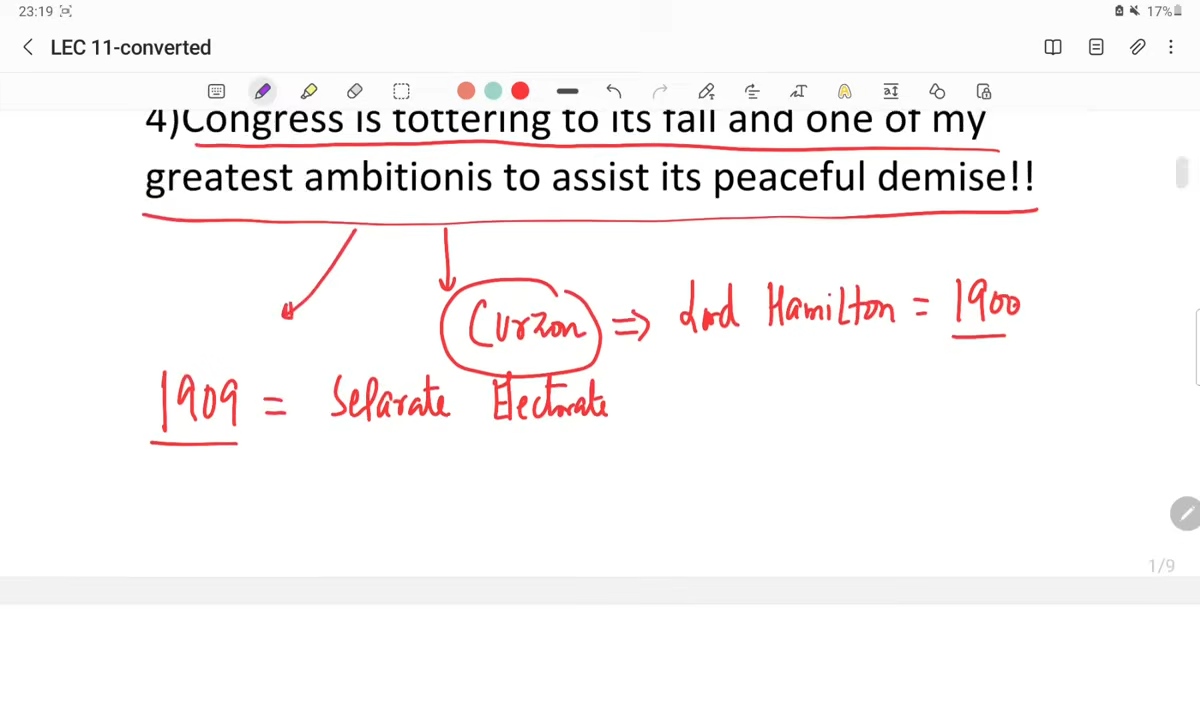 23:19 17%
LEC 11-converted
4)Congress is tottering to its fall and one of my
greatest ambitionis to assist its peaceful demise!!
Curzon ⇒ Lord Hamilton = 1900
1909 = Separate Electorate
1/9